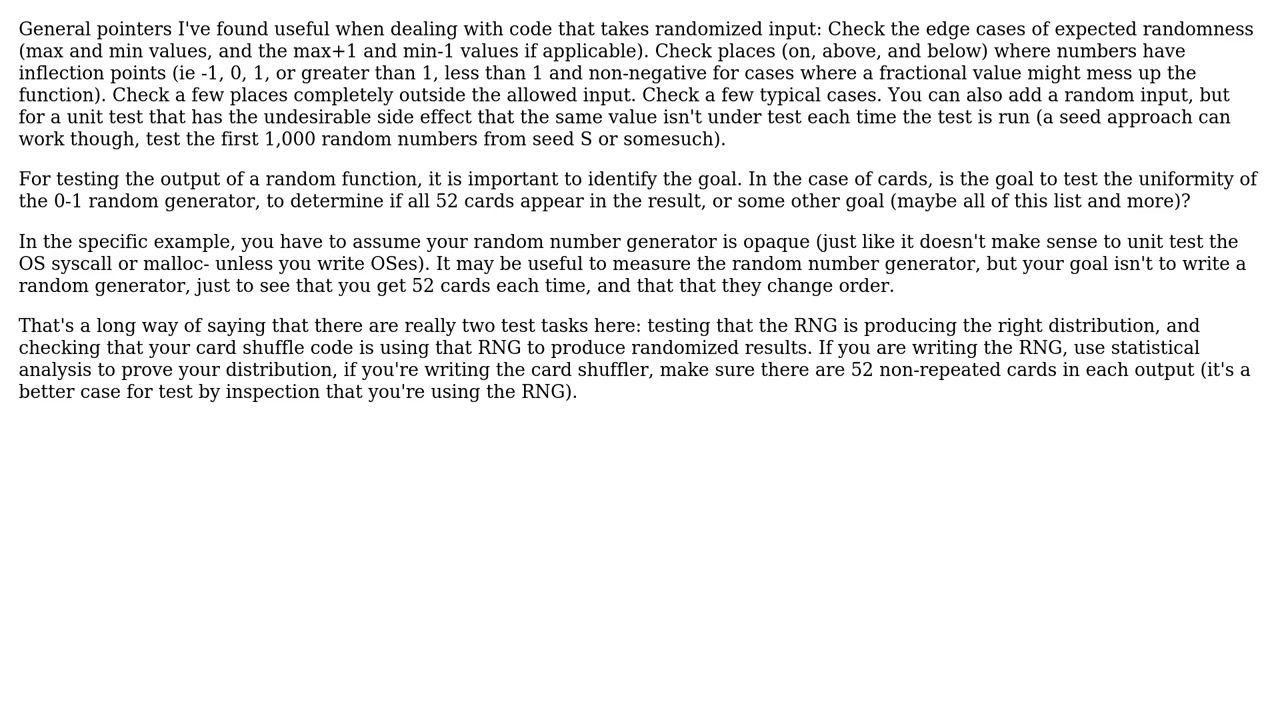 General pointers I've found useful when dealing with code that takes randomized input: Check the edge cases of expected randomness
(max and min values, and the max+1 and min-1 values if applicable). Check places (on, above, and below) where numbers have
inflection points (ie -1, 0, 1, or greater than 1, less than 1 and non-negative for cases where a fractional value might mess up the
function). Check a few places completely outside the allowed input. Check a few typical cases. You can also add a random input, but
for a unit test that has the undesirable side effect that the same value isn't under test each time the test is run (a seed approach can
work though, test the first 1,000 random numbers from seed S or somesuch).
For testing the output of a random function, it is important to identify the goal. In the case of cards, is the goal to test the uniformity of
the 0-1 random generator, to determine if all 52 cards appear in the result, or some other goal (maybe all of this list and more)?
In the specific example, you have to assume your random number generator is opaque (just like it doesn't make sense to unit test the
OS syscall or malloc- unless you write OSes). It may be useful to measure the random number generator, but your goal isn't to write a
random generator, just to see that you get 52 cards each time, and that that they change order.
That's a long way of saying that there are really two test tasks here: testing that the RNG is producing the right distribution, and
checking that your card shuffle code is using that RNG to produce randomized results. If you are writing the RNG, use statistical
analysis to prove your distribution, if you're writing the card shuffler, make sure there are 52 non-repeated cards in each output (it's a
better case for test by inspection that you're using the RNG).